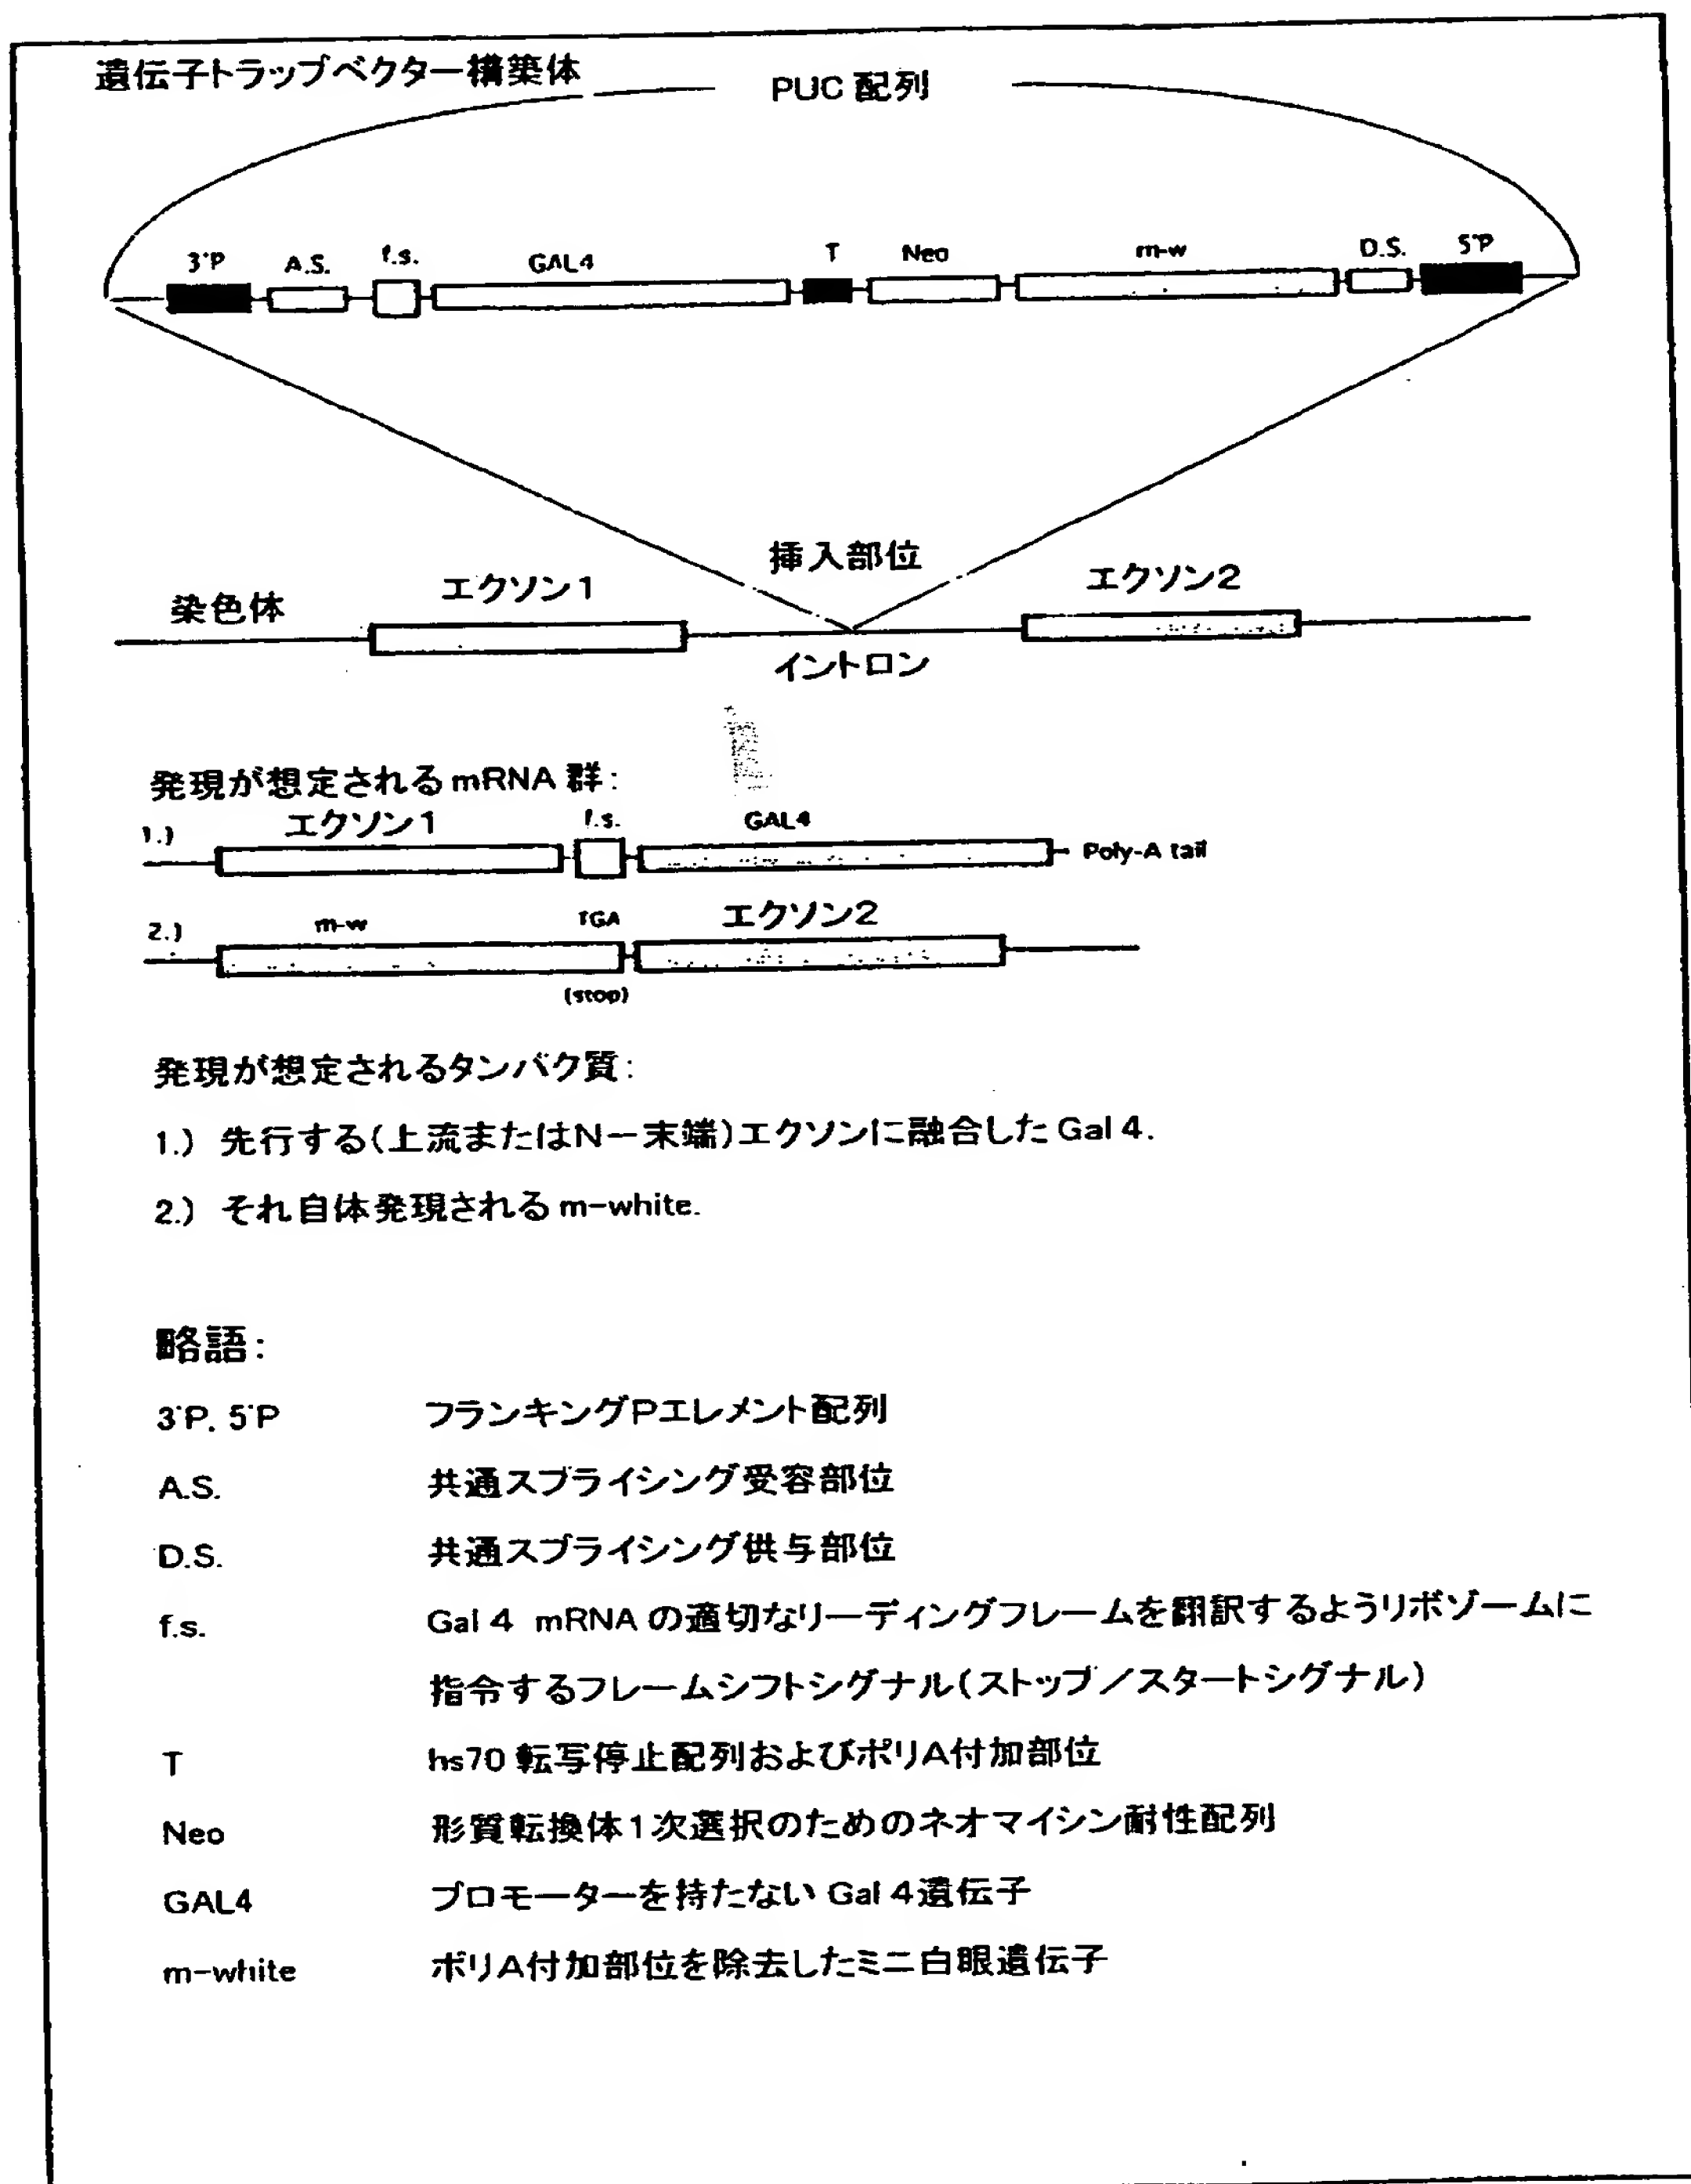 遺伝子トラップベクター構築体
PUC 配列
3'P A.S. f.s. GAL4 T Neo m-w D.S. 5'P
挿入部位
染色体 エクソン1 エクソン2
イントロン
発現が想定されるmRNA 群:
1.) エクソン1 f.s. GAL4 Poly-A tail
2.) m-w TGA エクソン2
(stop)
発現が想定されるタンパク質:
1.) 先行する(上流またはN－末端)エクソンに融合した Gal 4.
2.) それ自体発現される m-white.
略語:
3'P. 5'P フランキングPエレメント配列
A.S. 共通スプライシング受容部位
D.S. 共通スプライシング供与部位
f.s. Gal 4 mRNA の適切なリーディングフレームを翻訳するようリボゾームに
指令するフレームシフトシグナル(ストップ／スタートシグナル)
T hs70 転写停止配列およびポリA付加部位
Neo 形質転換体1次選択のためのネオマイシン耐性配列
GAL4 プロモーターを持たない Gal 4遺伝子
m-white ポリA付加部位を除去したミニ白眼遺伝子